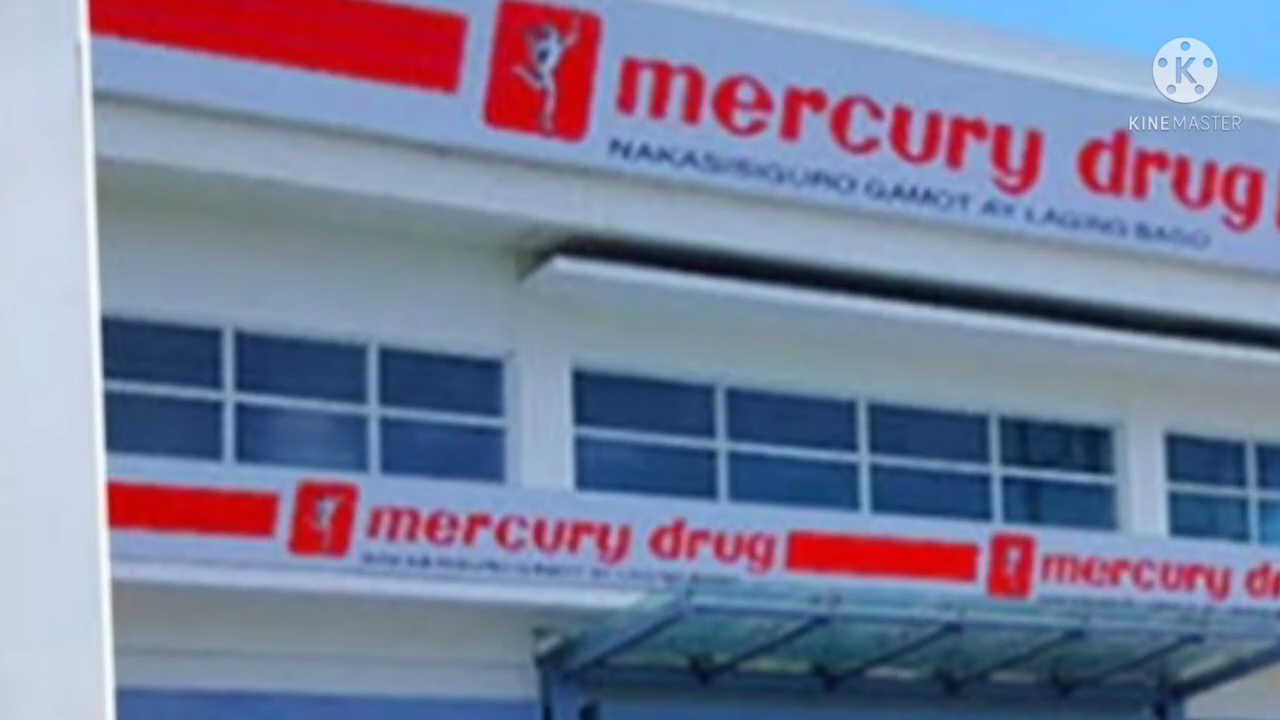 mercury drug
NAKASISIGURO GAMOT AY LAGING BAGO
KINEMASTER
mercury drug
mercury dr